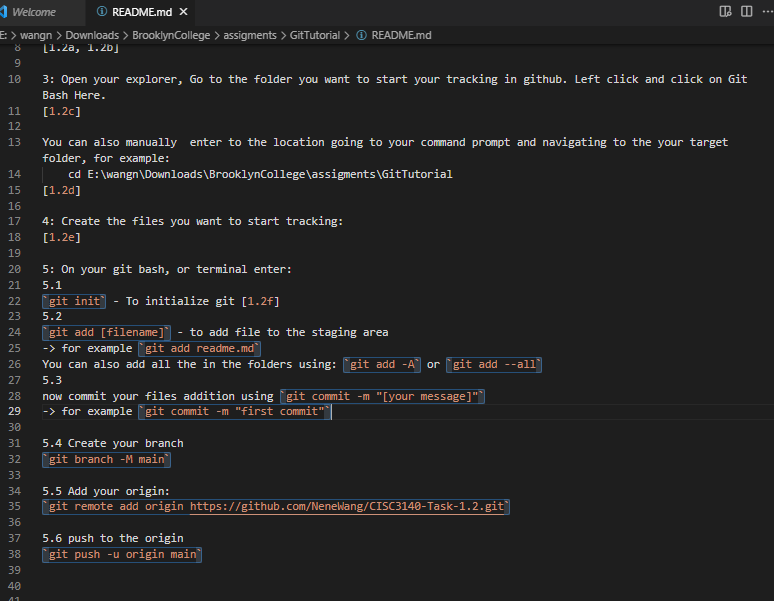 Welcome
README.md
E: > wangn > Downloads > BrooklynCollege > assigments > GitTutorial > README.md
8 [1.2a, 1.2b]
9
10 3: Open your explorer, Go to the folder you want to start your tracking in github. Left click and click on Git
Bash Here.
11 [1.2c]
12
13 You can also manually  enter to the location going to your command prompt and navigating to the your target
folder, for example:
14     cd E:\wangn\Downloads\BrooklynCollege\assigments\GitTutorial
15 [1.2d]
16
17 4: Create the files you want to start tracking:
18 [1.2e]
19
20 5: On your git bash, or terminal enter:
21 5.1
22 `git init` - To initialize git [1.2f]
23 5.2
24 `git add [filename]` - to add file to the staging area
25 -> for example `git add readme.md`
26 You can also add all the in the folders using: `git add -A` or `git add --all`
27 5.3
28 now commit your files addition using `git commit -m "[your message]"`
29 -> for example `git commit -m "first commit"`
30
31 5.4 Create your branch
32 `git branch -M main`
33
34 5.5 Add your origin:
35 `git remote add origin https://github.com/NeneWang/CISC3140-Task-1.2.git`
36
37 5.6 push to the origin
38 `git push -u origin main`
39
40
41